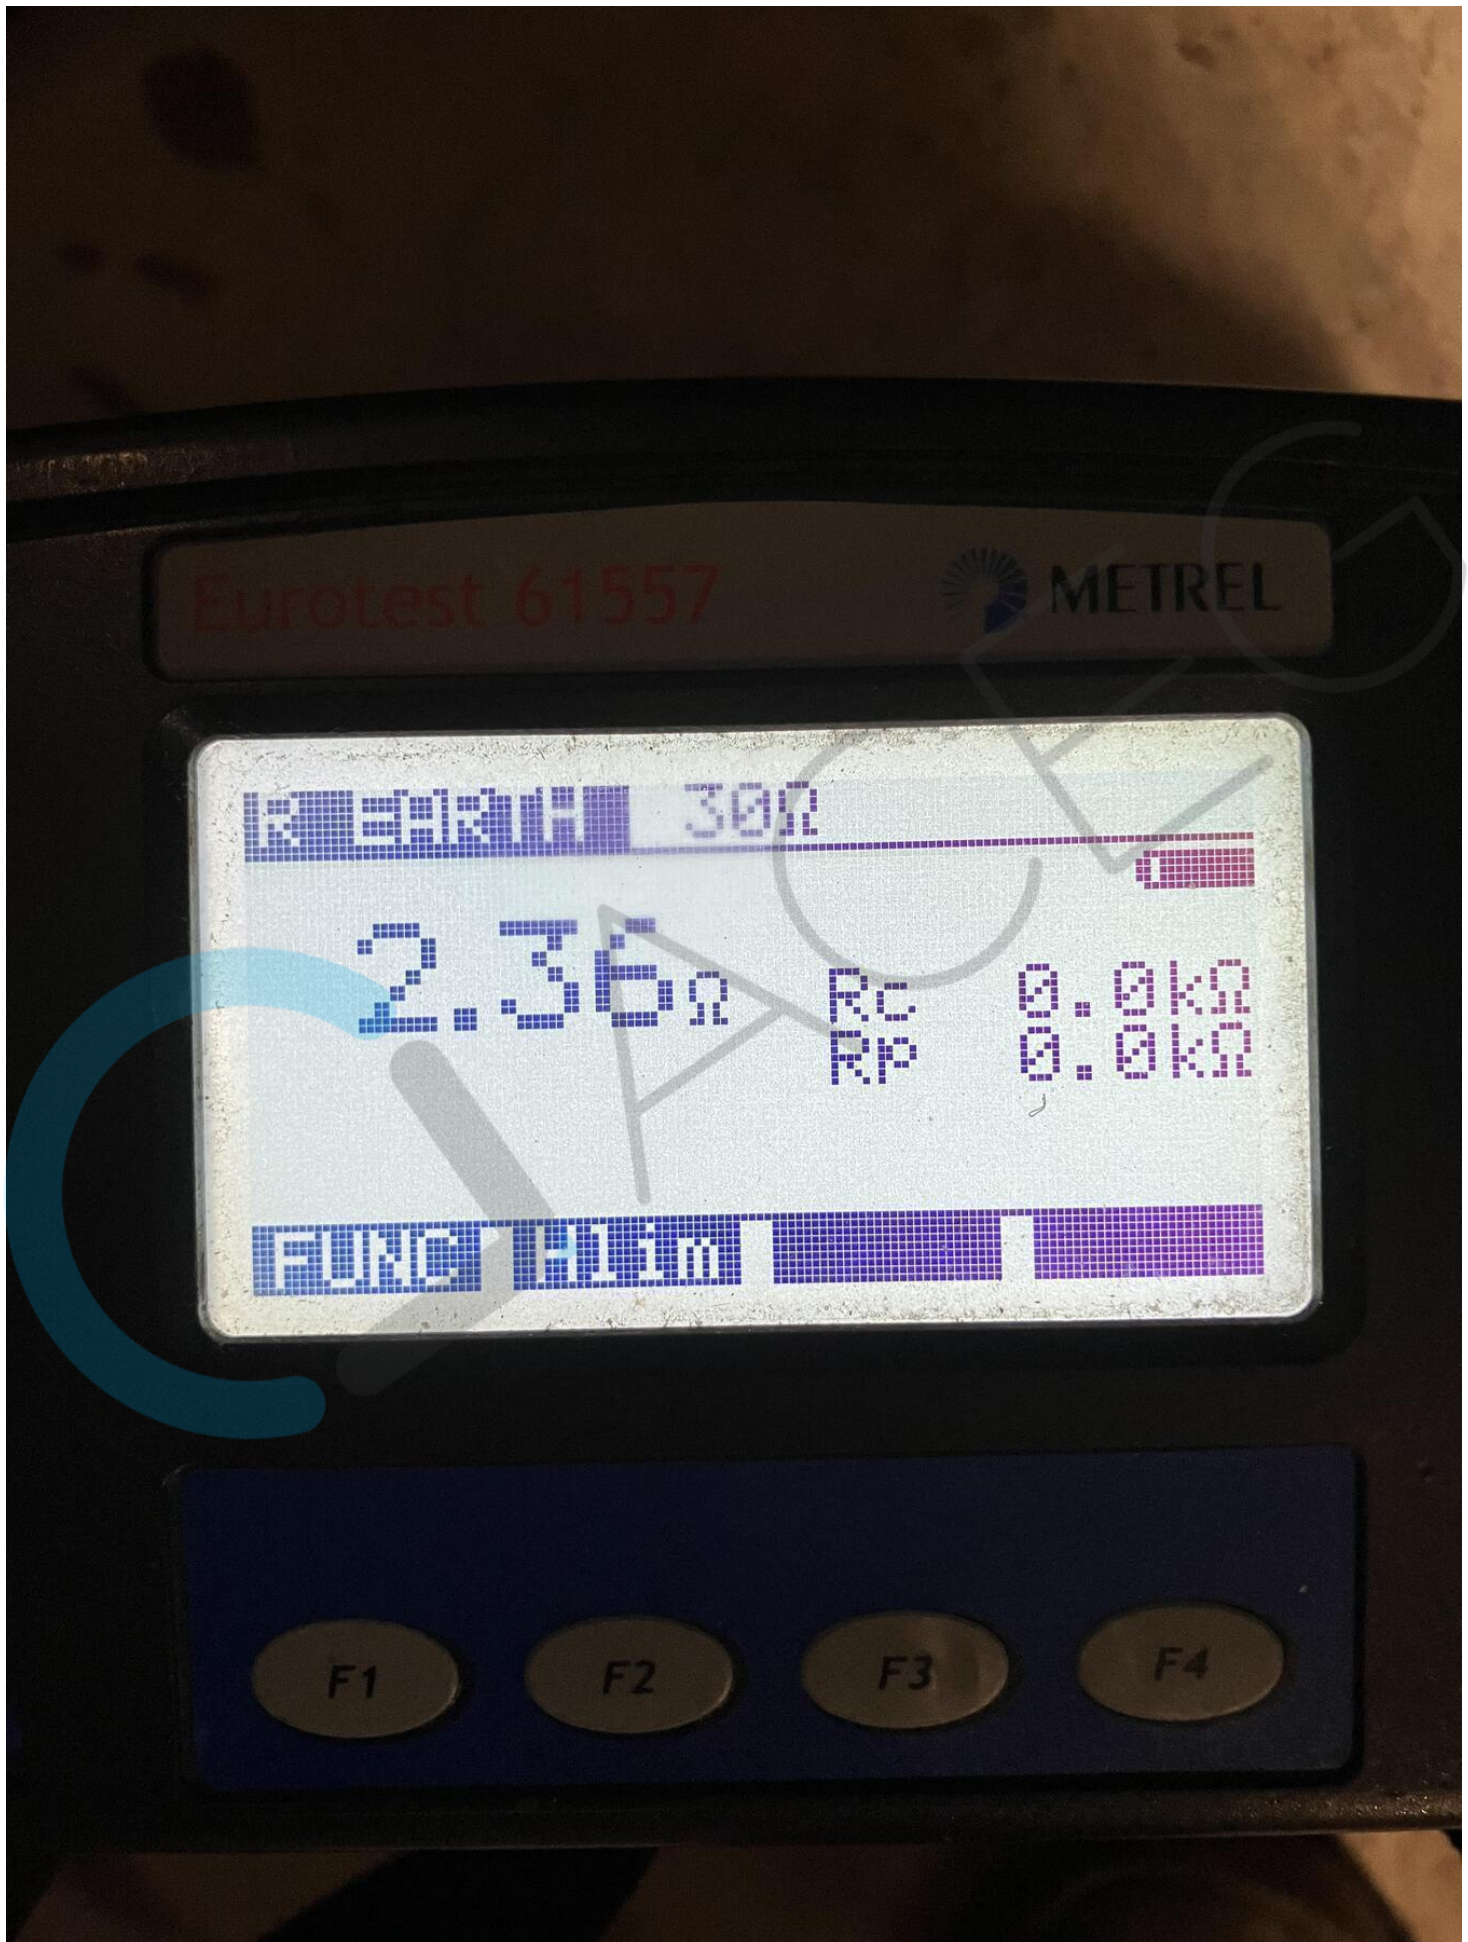 Eurotest 61557 METREL
R EARTH 30Ω
2.36Ω
Rc 0.0kΩ
Rp 0.0kΩ
FUNC Hlim
F1 F2 F3 F4